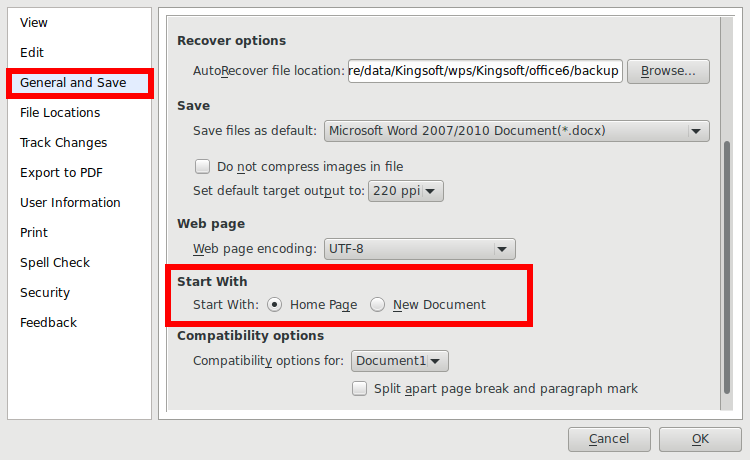 View
Edit
General and Save
File Locations
Track Changes
Export to PDF
User Information
Print
Spell Check
Security
Feedback
Recover options
AutoRecover file location: re/data/Kingsoft/wps/Kingsoft/office6/backup Browse...
Save
Save files as default: Microsoft Word 2007/2010 Document(*.docx)
Do not compress images in file
Set default target output to: 220 ppi
Web page
Web page encoding: UTF-8
Start With
Start With: Home Page New Document
Compatibility options
Compatibility options for: Document1
Split apart page break and paragraph mark
Cancel OK